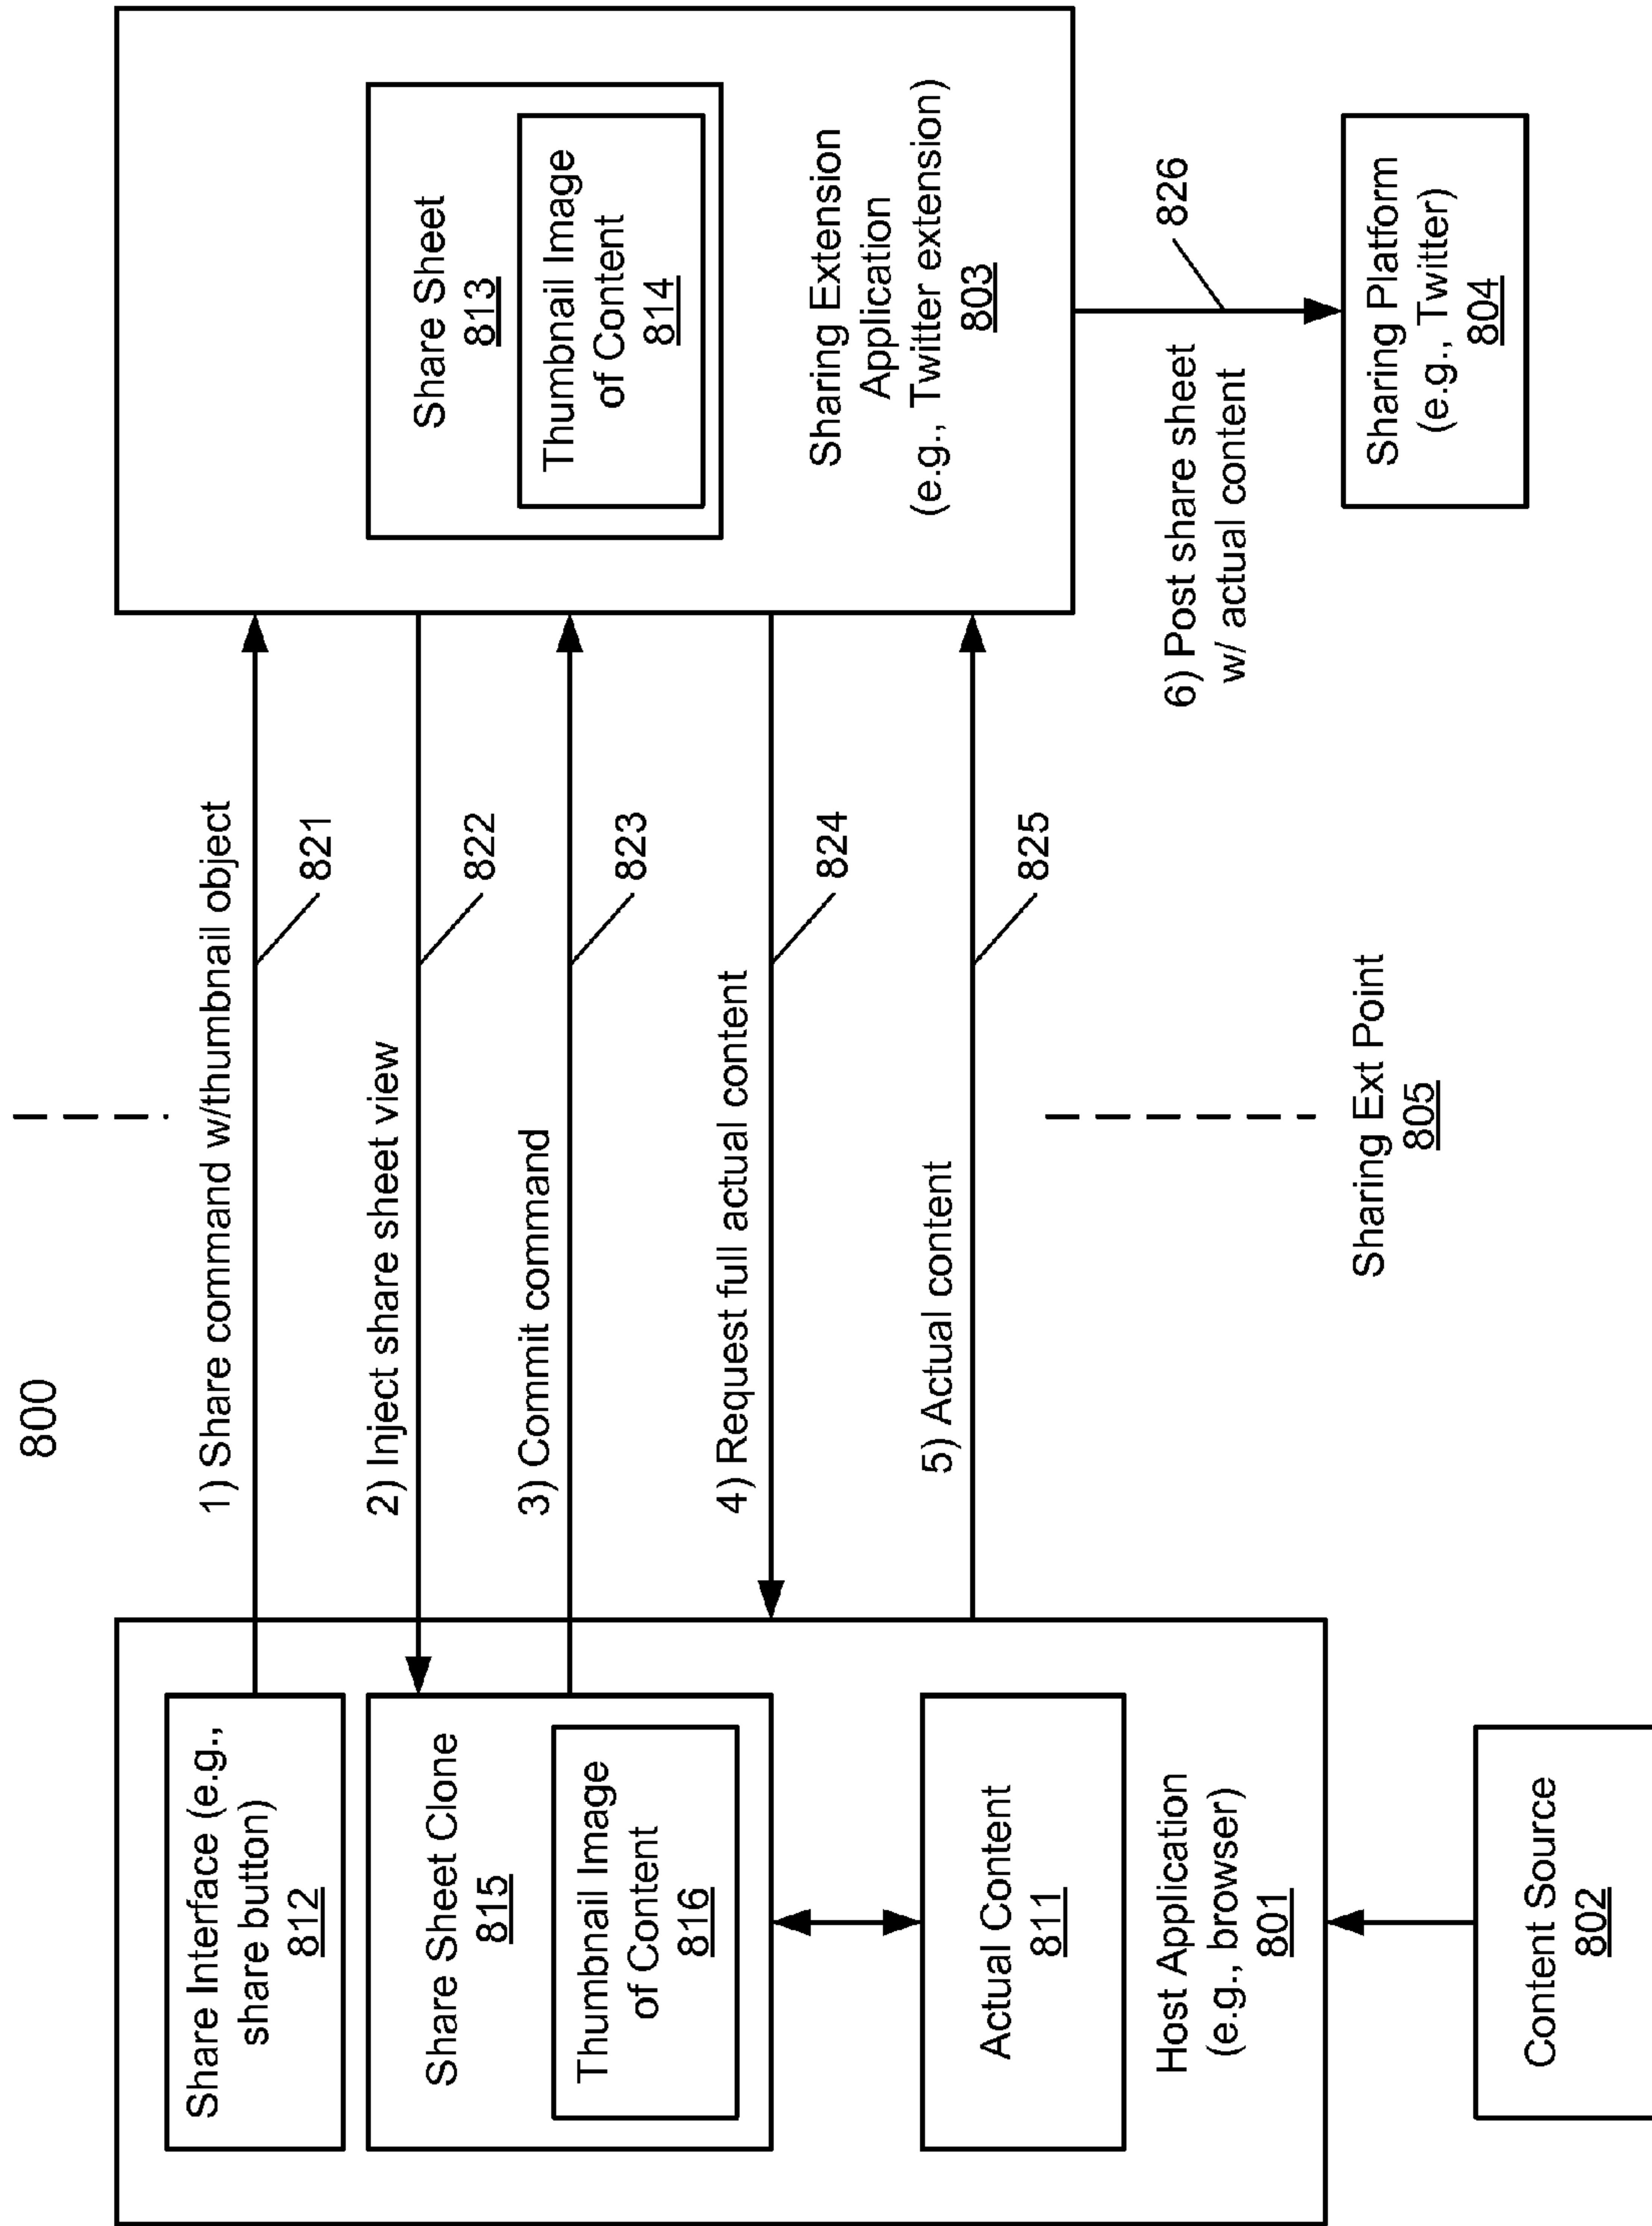 800
Share Interface (e.g.,
share button)
812
Share Sheet Clone
815
Thumbnail Image
of Content
816
Actual Content
811
Host Application
(e.g., browser)
801
Content Source
802
1) Share command w/thumbnail object
821
2) Inject share sheet view
822
3) Commit command
823
4) Request full actual content
824
5) Actual content
825
Sharing Ext Point
805
Share Sheet
813
Thumbnail Image
of Content
814
Sharing Extension
Application
(e.g., Twitter extension)
803
6) Post share sheet
w/ actual content
826
Sharing Platform
(e.g., Twitter)
804